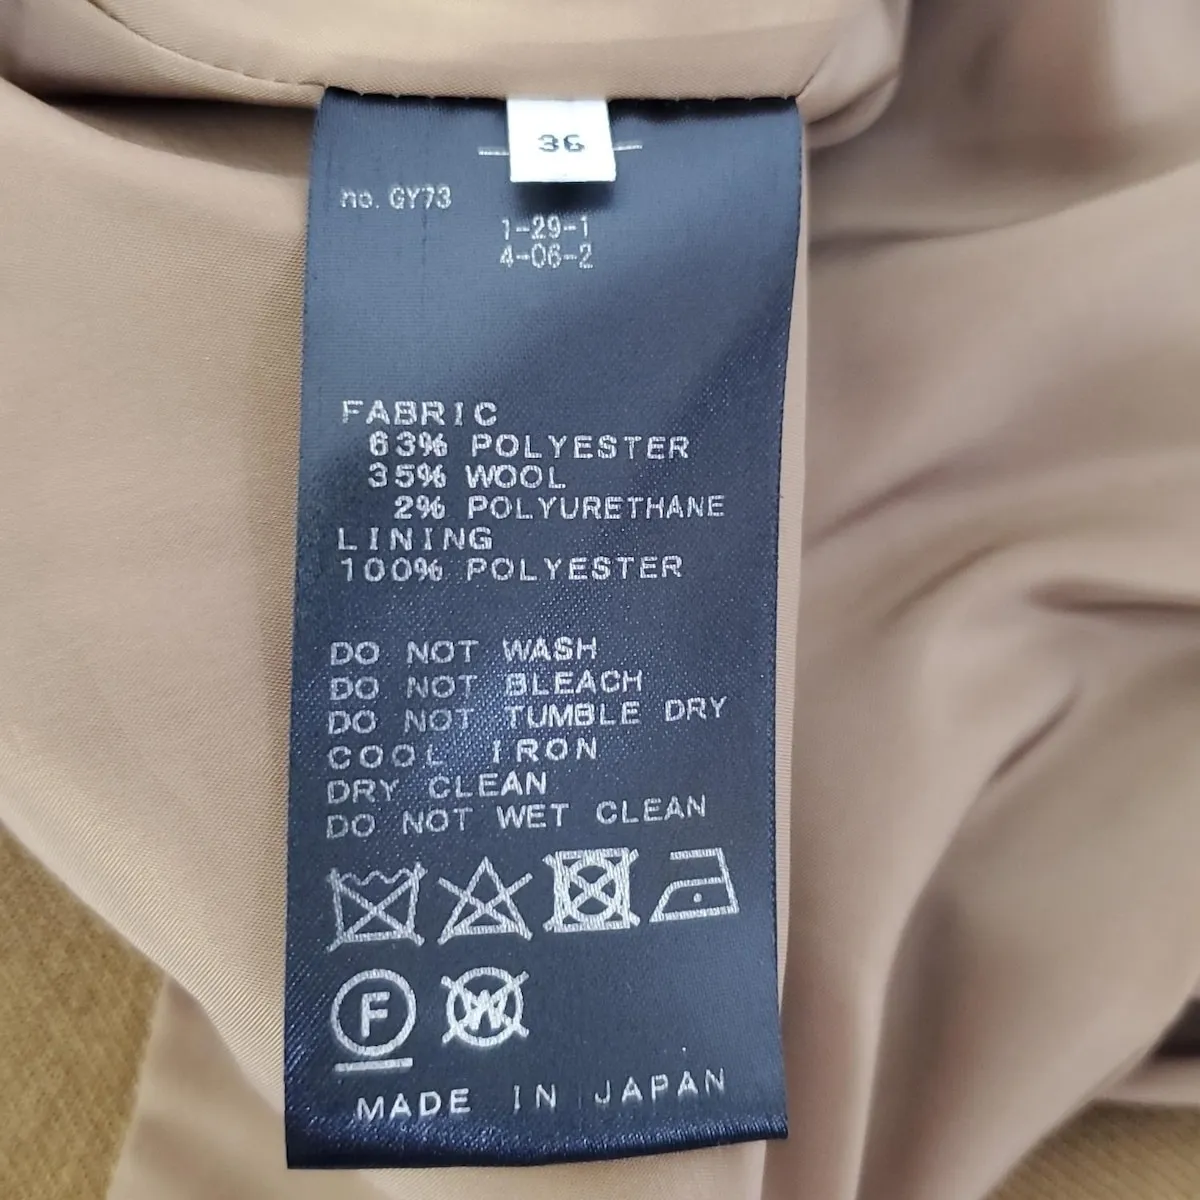 36
no. GY73
1-29-1
4-06-2
FABRIC
63% POLYESTER
35% WOOL
2% POLYURETHANE
LINING
100% POLYESTER
DO NOT WASH
DO NOT BLEACH
DO NOT TUMBLE DRY
COOL IRON
DRY CLEAN
DO NOT WET CLEAN
F W
MADE IN JAPAN